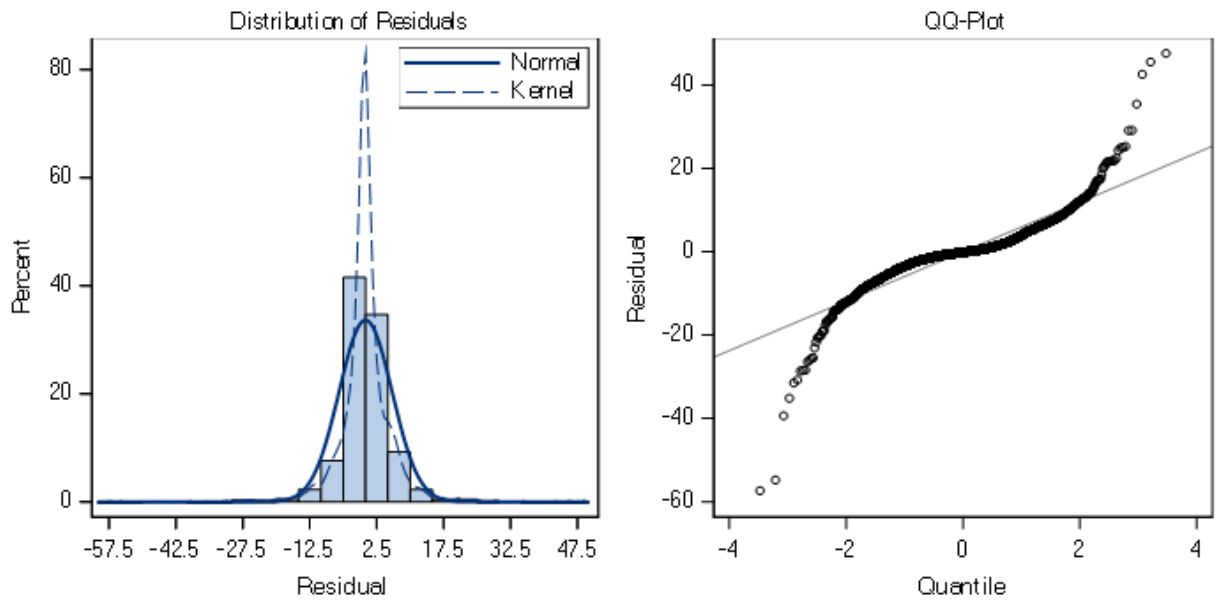 Distribution of Residuals
80
60
40
20
0
Percent
Normal
Kernel
-57.5 -42.5 -27.5 -12.5 2.5 17.5 32.5 47.5
Residual
QQ-Plot
40
20
0
-20
-40
-60
Residual
-4 -2 0 2 4
Quantile